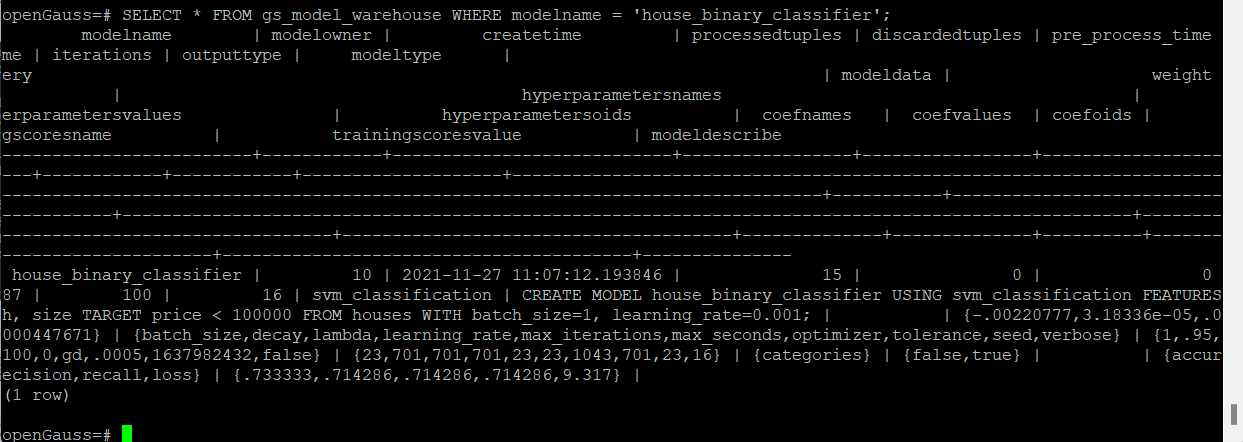 openGauss=# SELECT * FROM gs_model_warehouse WHERE modelname = 'house_binary_classifier';
modelname | modelowner | createtime | processedtuples | discardedtuples | pre_process_time
me | iterations | outputtype | modeltype |
ery | modeldata | weight
| hyperparametersnames |
erparametersvalues | hyperparametersoids | coefnames | coefvalues | coefoids |
gscoresname | trainingscoresvalue | modeldescribe
--------------------------+------------+----------------------------+-----------------+-----------------+------------------
---+------------+------------+--------------------+---------------------------------------------------------------------------
----------------------------------------------------------------------------------+-----------+---------------------------
-----------+-----------------------------------------------------------------------------------------------------+--------
---------------------------------+---------------------------------------+-----------------+-----------+----------+-------
---------------------+-----------------------------------------+---------------
house_binary_classifier | 10 | 2021-11-27 11:07:12.193846 | 15 | 0 | 0
87 | 100 | 16 | svm_classification | CREATE MODEL house_binary_classifier USING svm_classification FEATURES
h, size TARGET price < 100000 FROM houses WITH batch_size=1, learning_rate=0.001; | | {-.00220777,3.18336e-05,.0
000447671} | {batch_size,decay,lambda,learning_rate,max_iterations,max_seconds,optimizer,tolerance,seed,verbose} | {1,.95,
100,0,gd,.0005,1637982432,false} | {23,701,701,701,23,23,1043,701,23,16} | {categories} | {false,true} | | {accur
ecision,recall,loss} | {.733333,.714286,.714286,.714286,9.317} |
(1 row)
openGauss=#